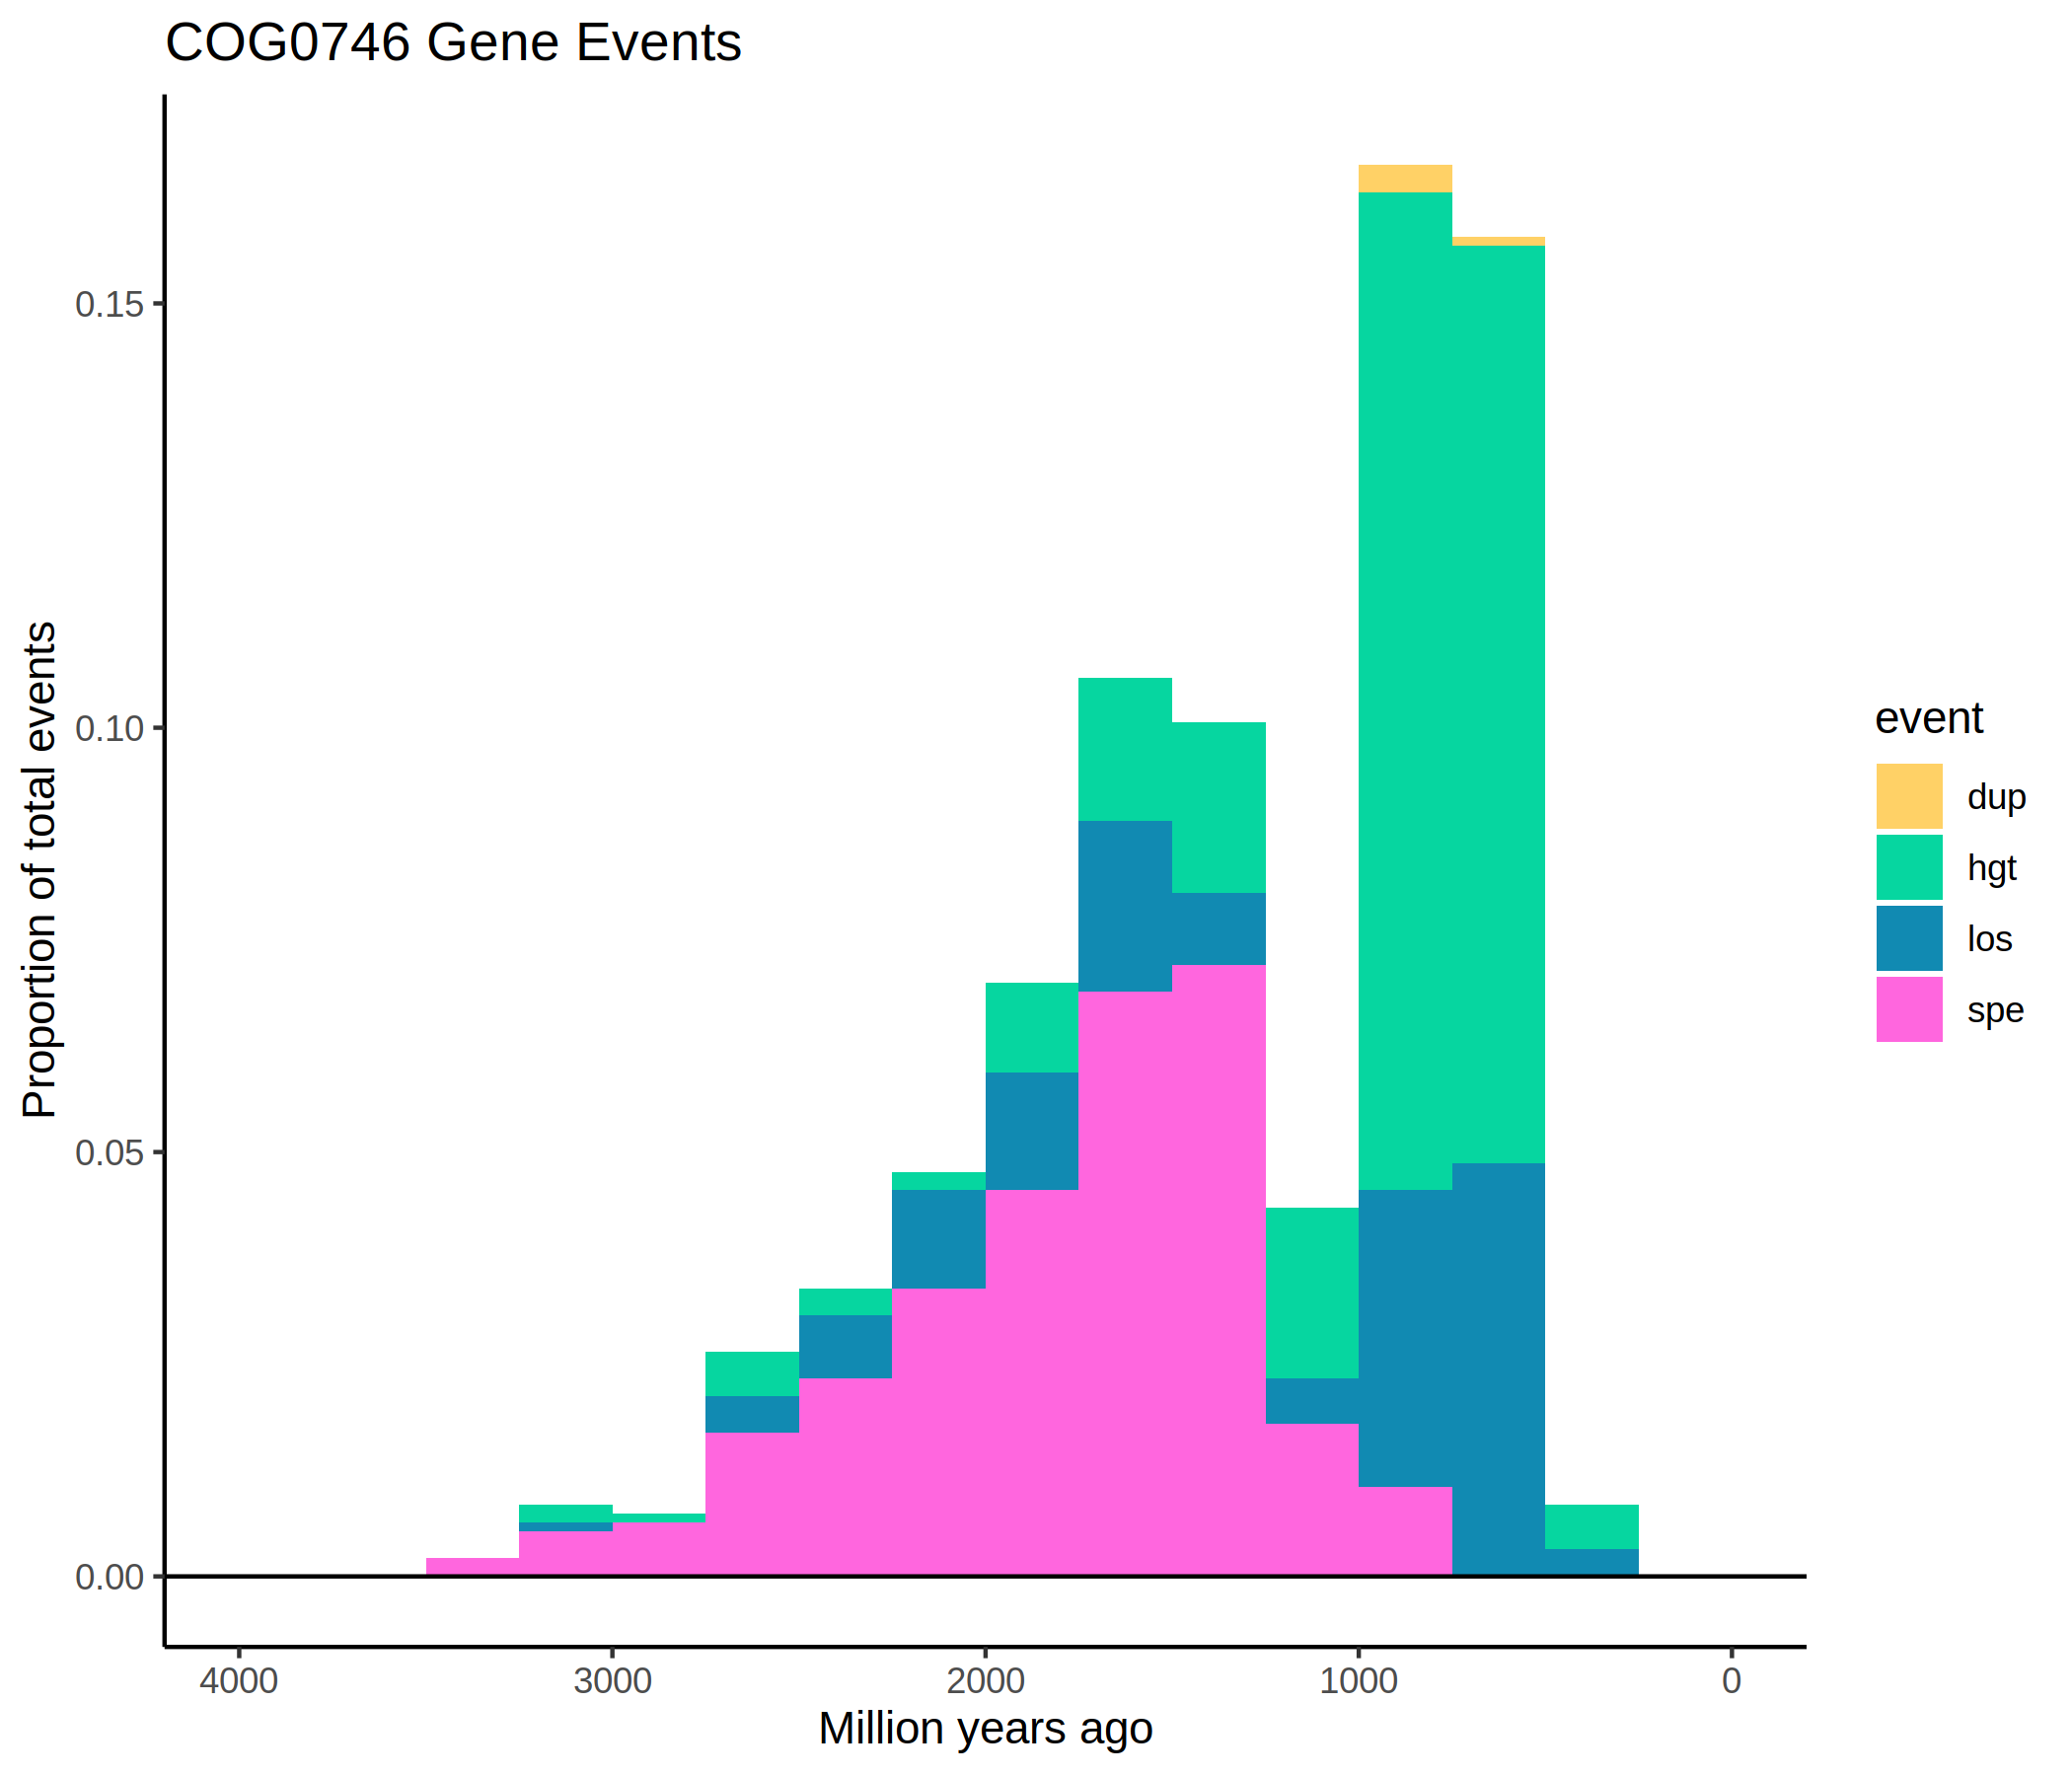 COG0746 Gene Events
Proportion of total events
0.15
0.10
0.05
0.00
4000 3000 2000 1000 0
Million years ago
event
dup
hgt
los
spe